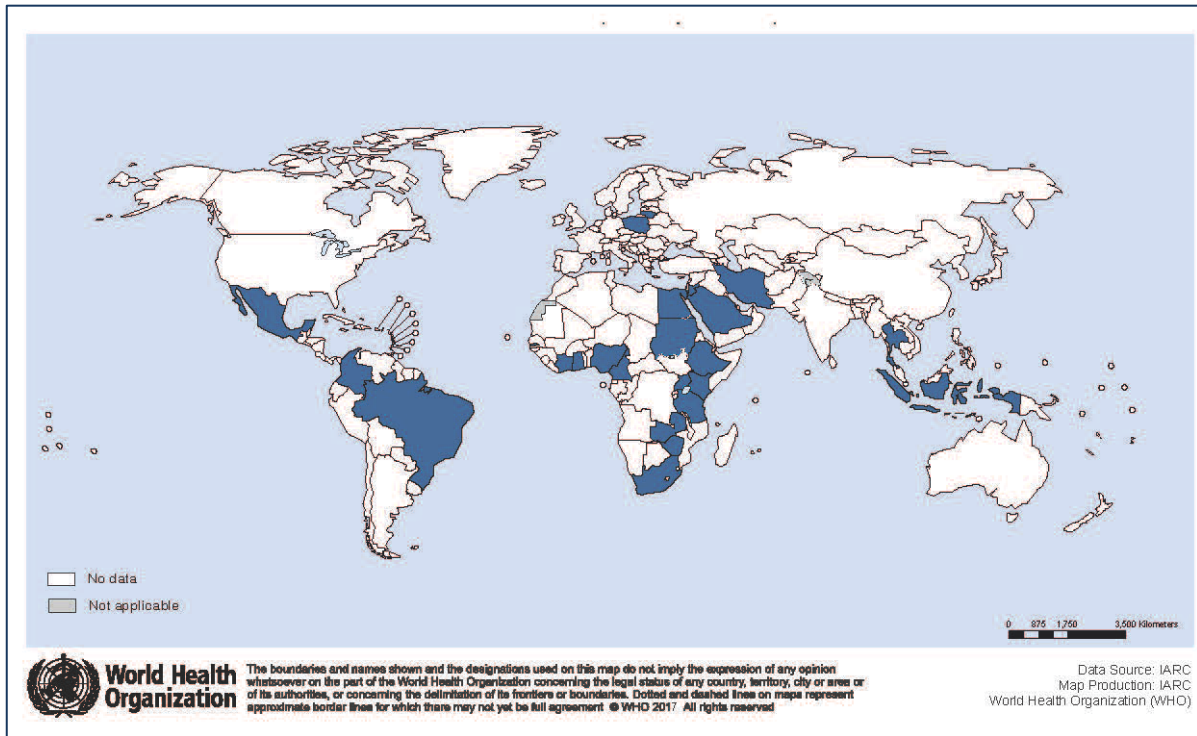 No data
Not applicable
0 875 1,750 3,500 Kilometers
World Health
Organization
The boundaries and names shown and the designations used on this map do not imply the expression of any opinion
whatsoever on the part of the World Health Organization concerning the legal status of any country, territory, city or area or
of its authorities, or concerning the delimitation of its frontiers or boundaries. Dotted and dashed lines on maps represent
approximate border lines for which there may not yet be full agreement © WHO 2017 All rights reserved
Data Source: IARC
Map Production: IARC
World Health Organization (WHO)